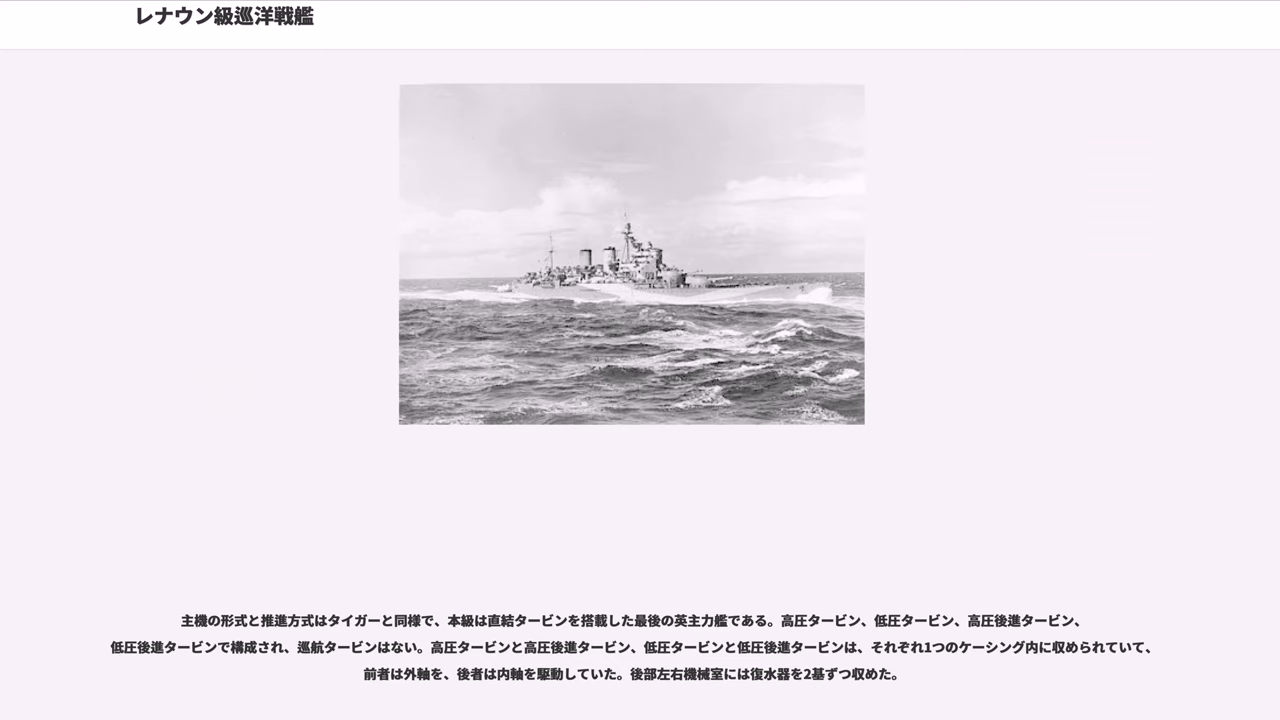 レナウン級巡洋戦艦
主機の形式と推進方式はタイガーと同様で、本級は直結タービンを搭載した最後の英主力艦である。高圧タービン、低圧タービン、高圧後進タービン、
低圧後進タービンで構成され、巡航タービンはない。高圧タービンと高圧後進タービン、低圧タービンと低圧後進タービンは、それぞれ1つのケーシング内に収められていて、
前者は外軸を、後者は内軸を駆動していた。後部左右機械室には復水器を2基ずつ収めた。